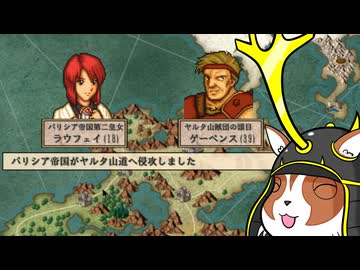 パリシア帝国第二皇女
ラウフェイ(18)
ヤルタ山賊団の頭目
ゲーベンス(39)
パリシア帝国がヤルタ山道へ侵攻しました